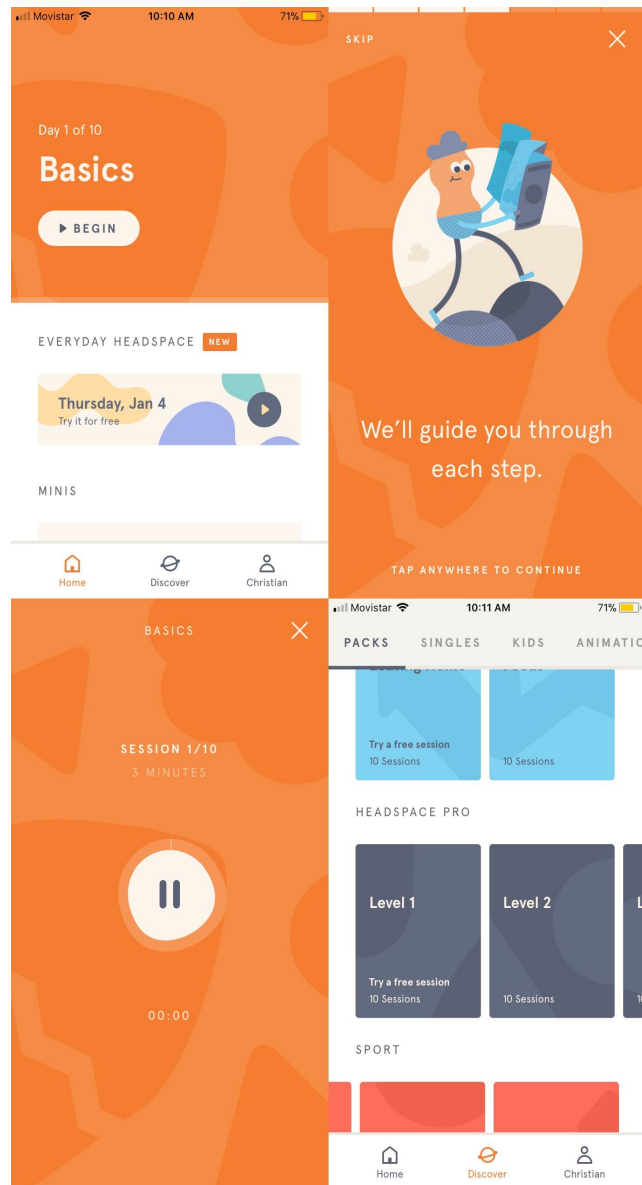 Movistar 10:10 AM 71%
Day 1 of 10
Basics
BEGIN
EVERYDAY HEADSPACE NEW
Thursday, Jan 4
Try it for free
MINIS
Home Discover Christian
SKIP
We’ll guide you through
each step.
TAP ANYWHERE TO CONTINUE
BASICS
SESSION 1/10
3 MINUTES
00:00
Movistar 10:11 AM 71%
PACKS SINGLES KIDS ANIMATIO
Try a free session
10 Sessions 10 Sessions
HEADSPACE PRO
Level 1 Level 2 L
Try a free session
10 Sessions 10 Sessions 10
SPORT
Home Discover Christian